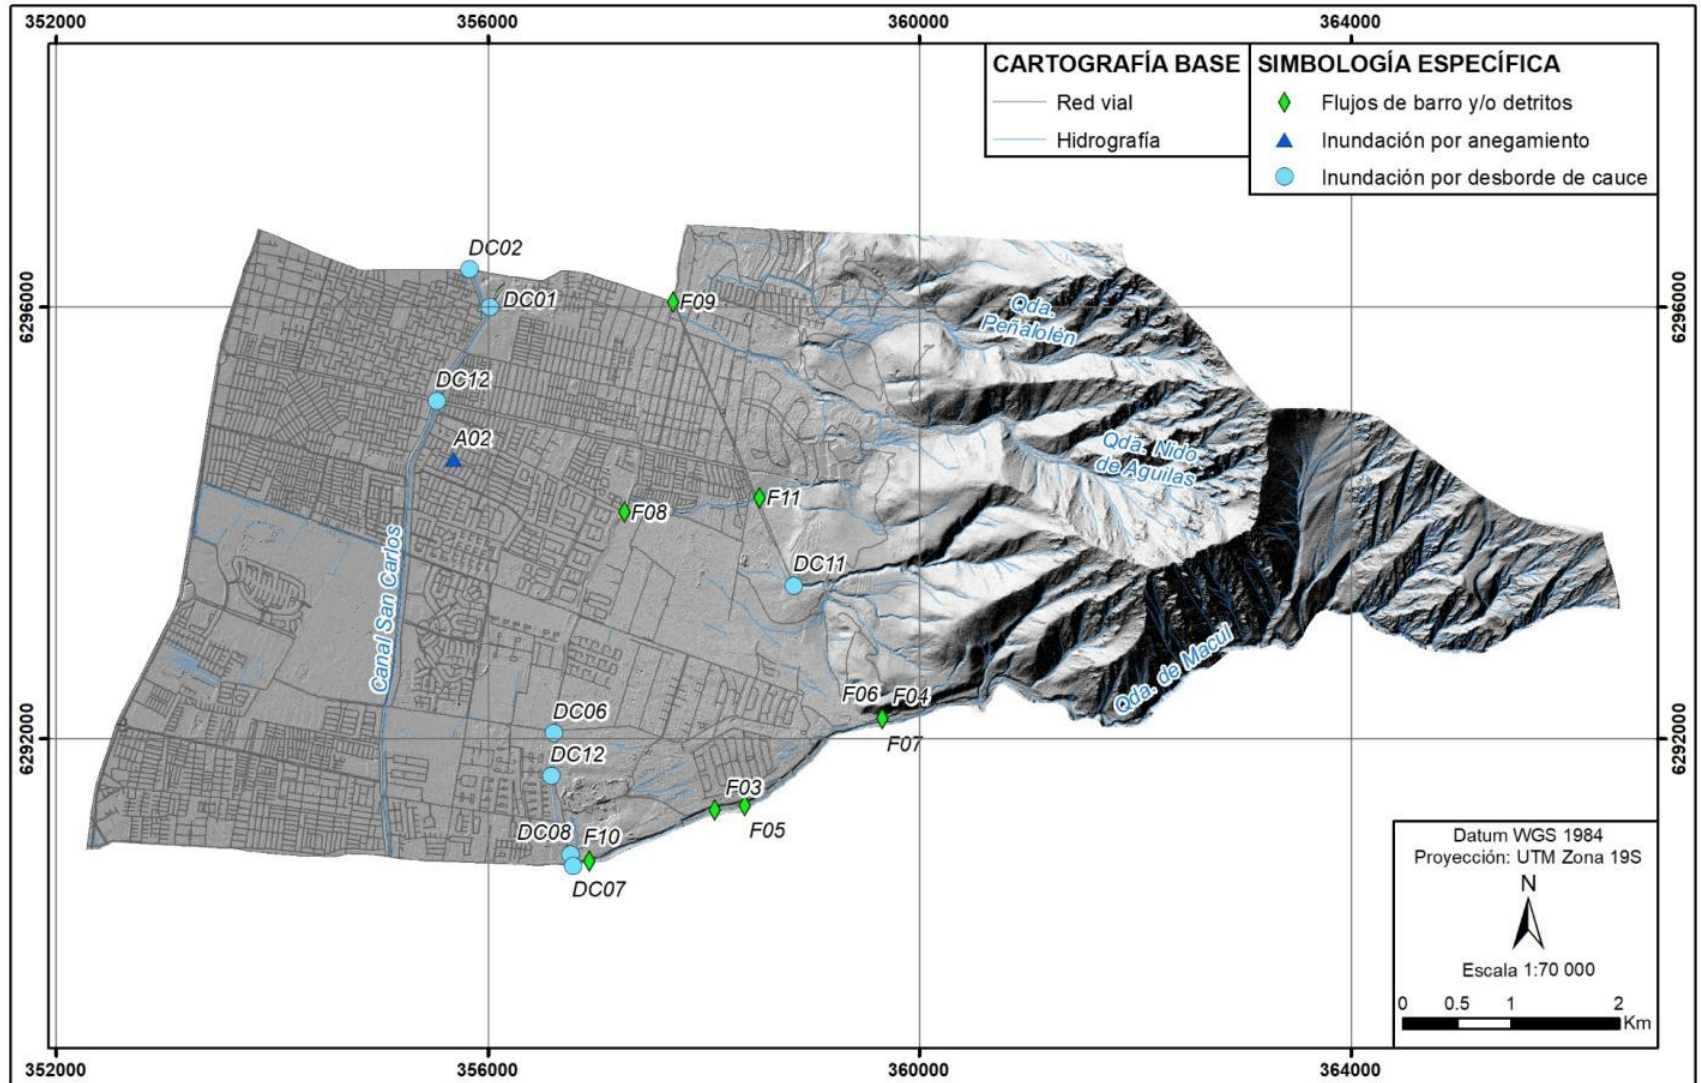 352000
356000
360000
364000
CARTOGRAFÍA BASE
Red vial
Hidrografía
SIMBOLOGÍA ESPECÍFICA
Flujos de barro y/o detritos
Inundación por anegamiento
Inundación por desborde de cauce
DC02
DC01
F09
6296000
6296000
Qda.
Peñalolén
DC12
A02
Qda. Nido
de Aguilas
F11
F08
DC11
Canal San Carlos
Qda. de Macul
F06
F04
F07
DC06
6292000
6292000
DC12
F03
F05
DC08
F10
DC07
Datum WGS 1984
Proyección: UTM Zona 19S
N
Escala 1:70 000
0 0.5 1 2
Km
352000
356000
360000
364000